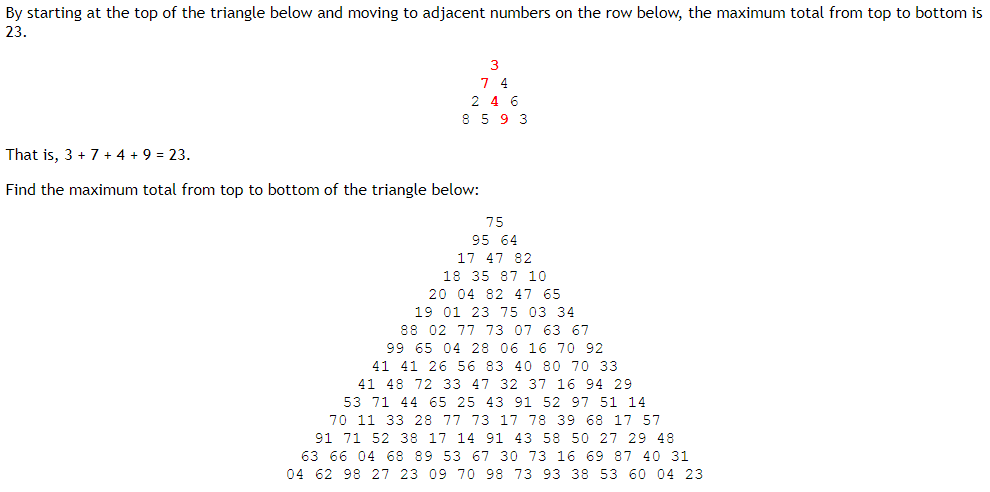 By starting at the top of the triangle below and moving to adjacent numbers on the row below, the maximum total from top to bottom is
23.
3
7 4
2 4 6
8 5 9 3
That is, 3 + 7 + 4 + 9 = 23.
Find the maximum total from top to bottom of the triangle below:
75
95 64
17 47 82
18 35 87 10
20 04 82 47 65
19 01 23 75 03 34
88 02 77 73 07 63 67
99 65 04 28 06 16 70 92
41 41 26 56 83 40 80 70 33
41 48 72 33 47 32 37 16 94 29
53 71 44 65 25 43 91 52 97 51 14
70 11 33 28 77 73 17 78 39 68 17 57
91 71 52 38 17 14 91 43 58 50 27 29 48
63 66 04 68 89 53 67 30 73 16 69 87 40 31
04 62 98 27 23 09 70 98 73 93 38 53 60 04 23